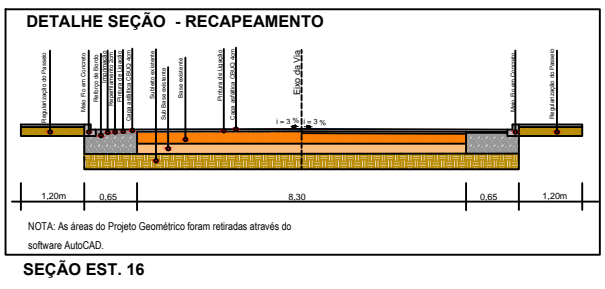 DETALHE SEÇÃO - RECAPEAMENTO
Regularização do Passeio
Meio Fio em Concreto
Reforço de Bordo
Imprimação
Reperfilamento 2cm
Pintura de Ligação
Capa asfáltica CBUQ 4cm
Subleito existente
Sub Base existente
Base existente
Pintura de Ligação
Capa asfáltica CBUQ 4cm
Eixo da Via
Meio Fio em Concreto
Regularização do Passeio
i = 3 % i = 3 %
1,20m 0,65 8,30 0,65 1,20m
NOTA: As áreas do Projeto Geométrico foram retiradas através do
software AutoCAD.
SEÇÃO EST. 16